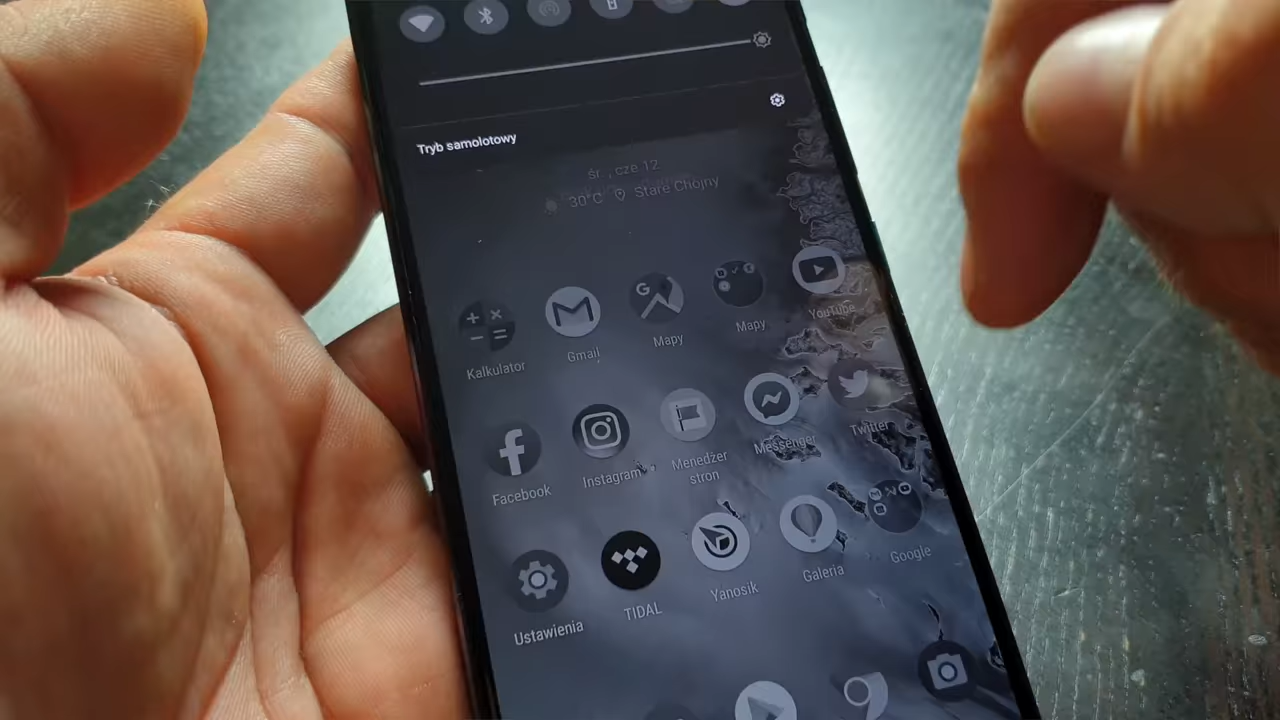 Tryb samolotowy
śr., cze 12
30°C Stare Chojny
Kalkulator
Gmail
Mapy
Mapy
YouTube
Facebook
Instagram
Menedżer
stron
Messenger
Twitter
Ustawienia
TIDAL
Yanosik
Galeria
Google